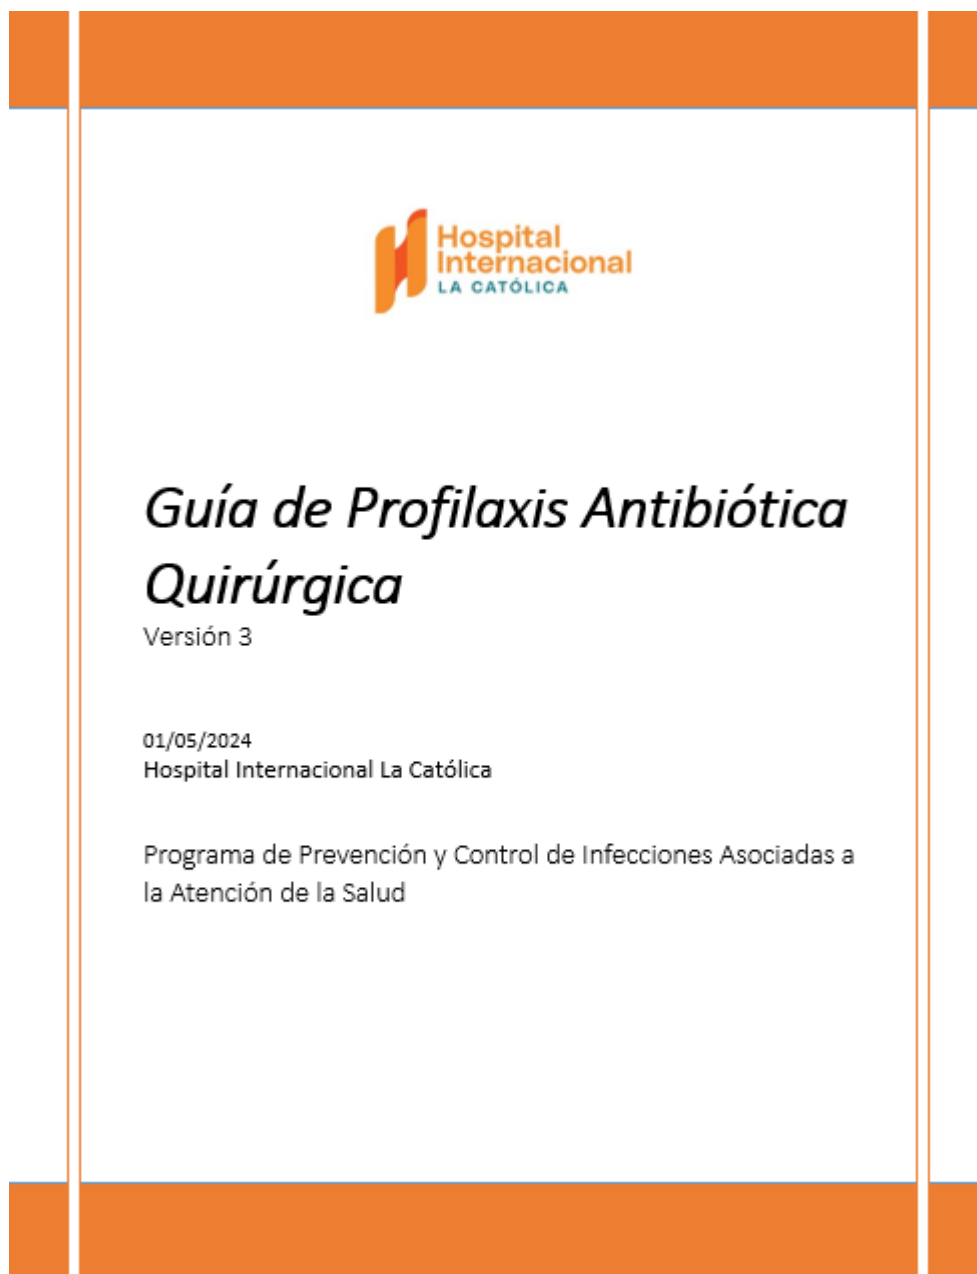 Hospital
Internacional
LA CATÓLICA
Guía de Profilaxis Antibiótica
Quirúrgica
Versión 3
01/05/2024
Hospital Internacional La Católica
Programa de Prevención y Control de Infecciones Asociadas a
la Atención de la Salud